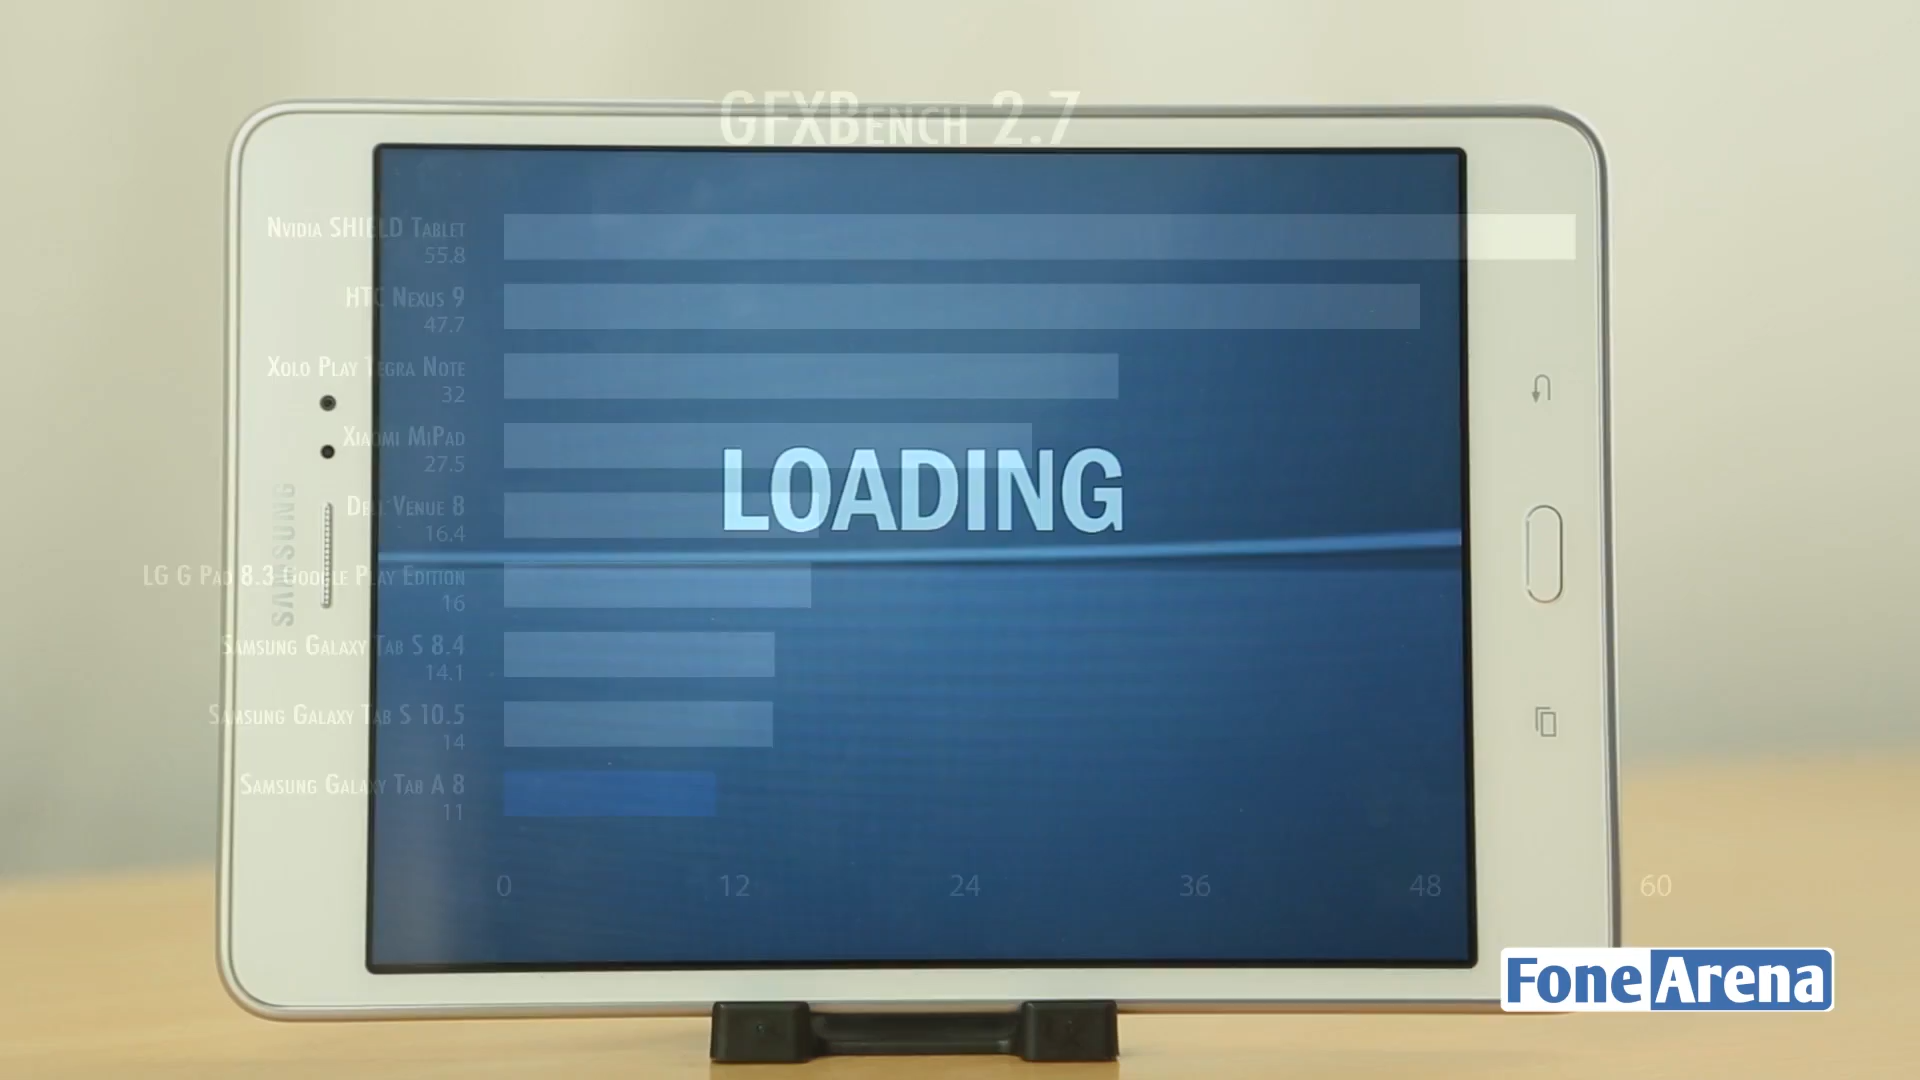 GFXBench 2.7
Nvidia SHIELD Tablet
55.8
HTC Nexus 9
47.7
Xolo Play Tegra Note
32
Xiaomi MiPad
27.5
Dell Venue 8
16.4
LG G Pad 8.3 Google Play Edition
16
Samsung Galaxy Tab S 8.4
14.1
Samsung Galaxy Tab S 10.5
14
Samsung Galaxy Tab A 8
11
0 12 24 36 48 60
LOADING
SAMSUNG
FoneArena